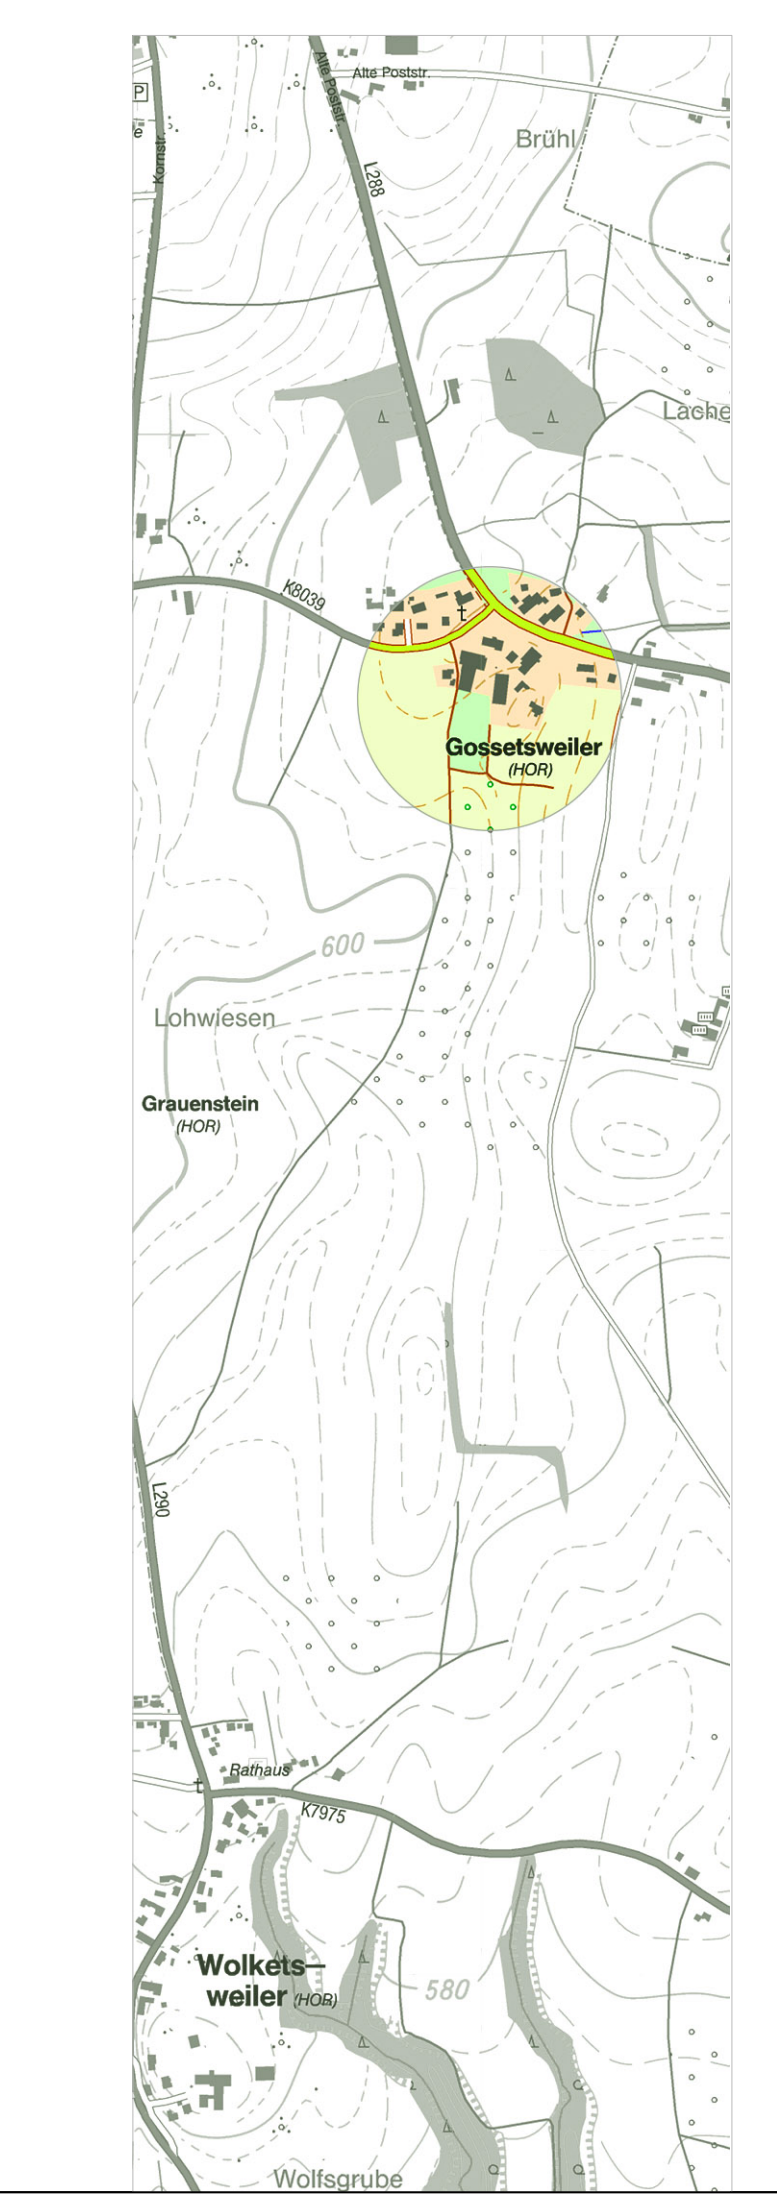 Alte Poststr.
Alte Poststr.
P
e
Kornstr.
Brühl
L288
Lache
K8039
Gossetsweiler
(HOR)
600
Lohwiesen
Grauenstein
(HOR)
L290
Rathaus
K7975
Wolkets–
weiler (HOR)
580
Wolfsgrube